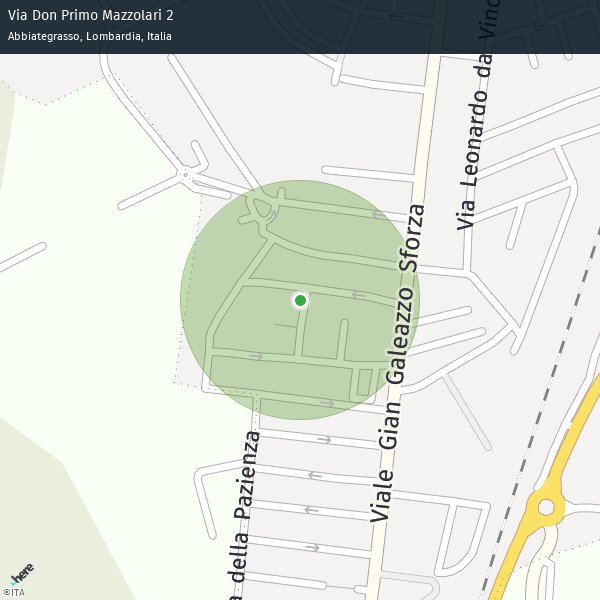 Via Don Primo Mazzolari 2
Abbiategrasso, Lombardia, Italia
Via Leonardo da Vinc
Viale Gian Galeazzo Sforza
a della Pazienza
here
©ITA